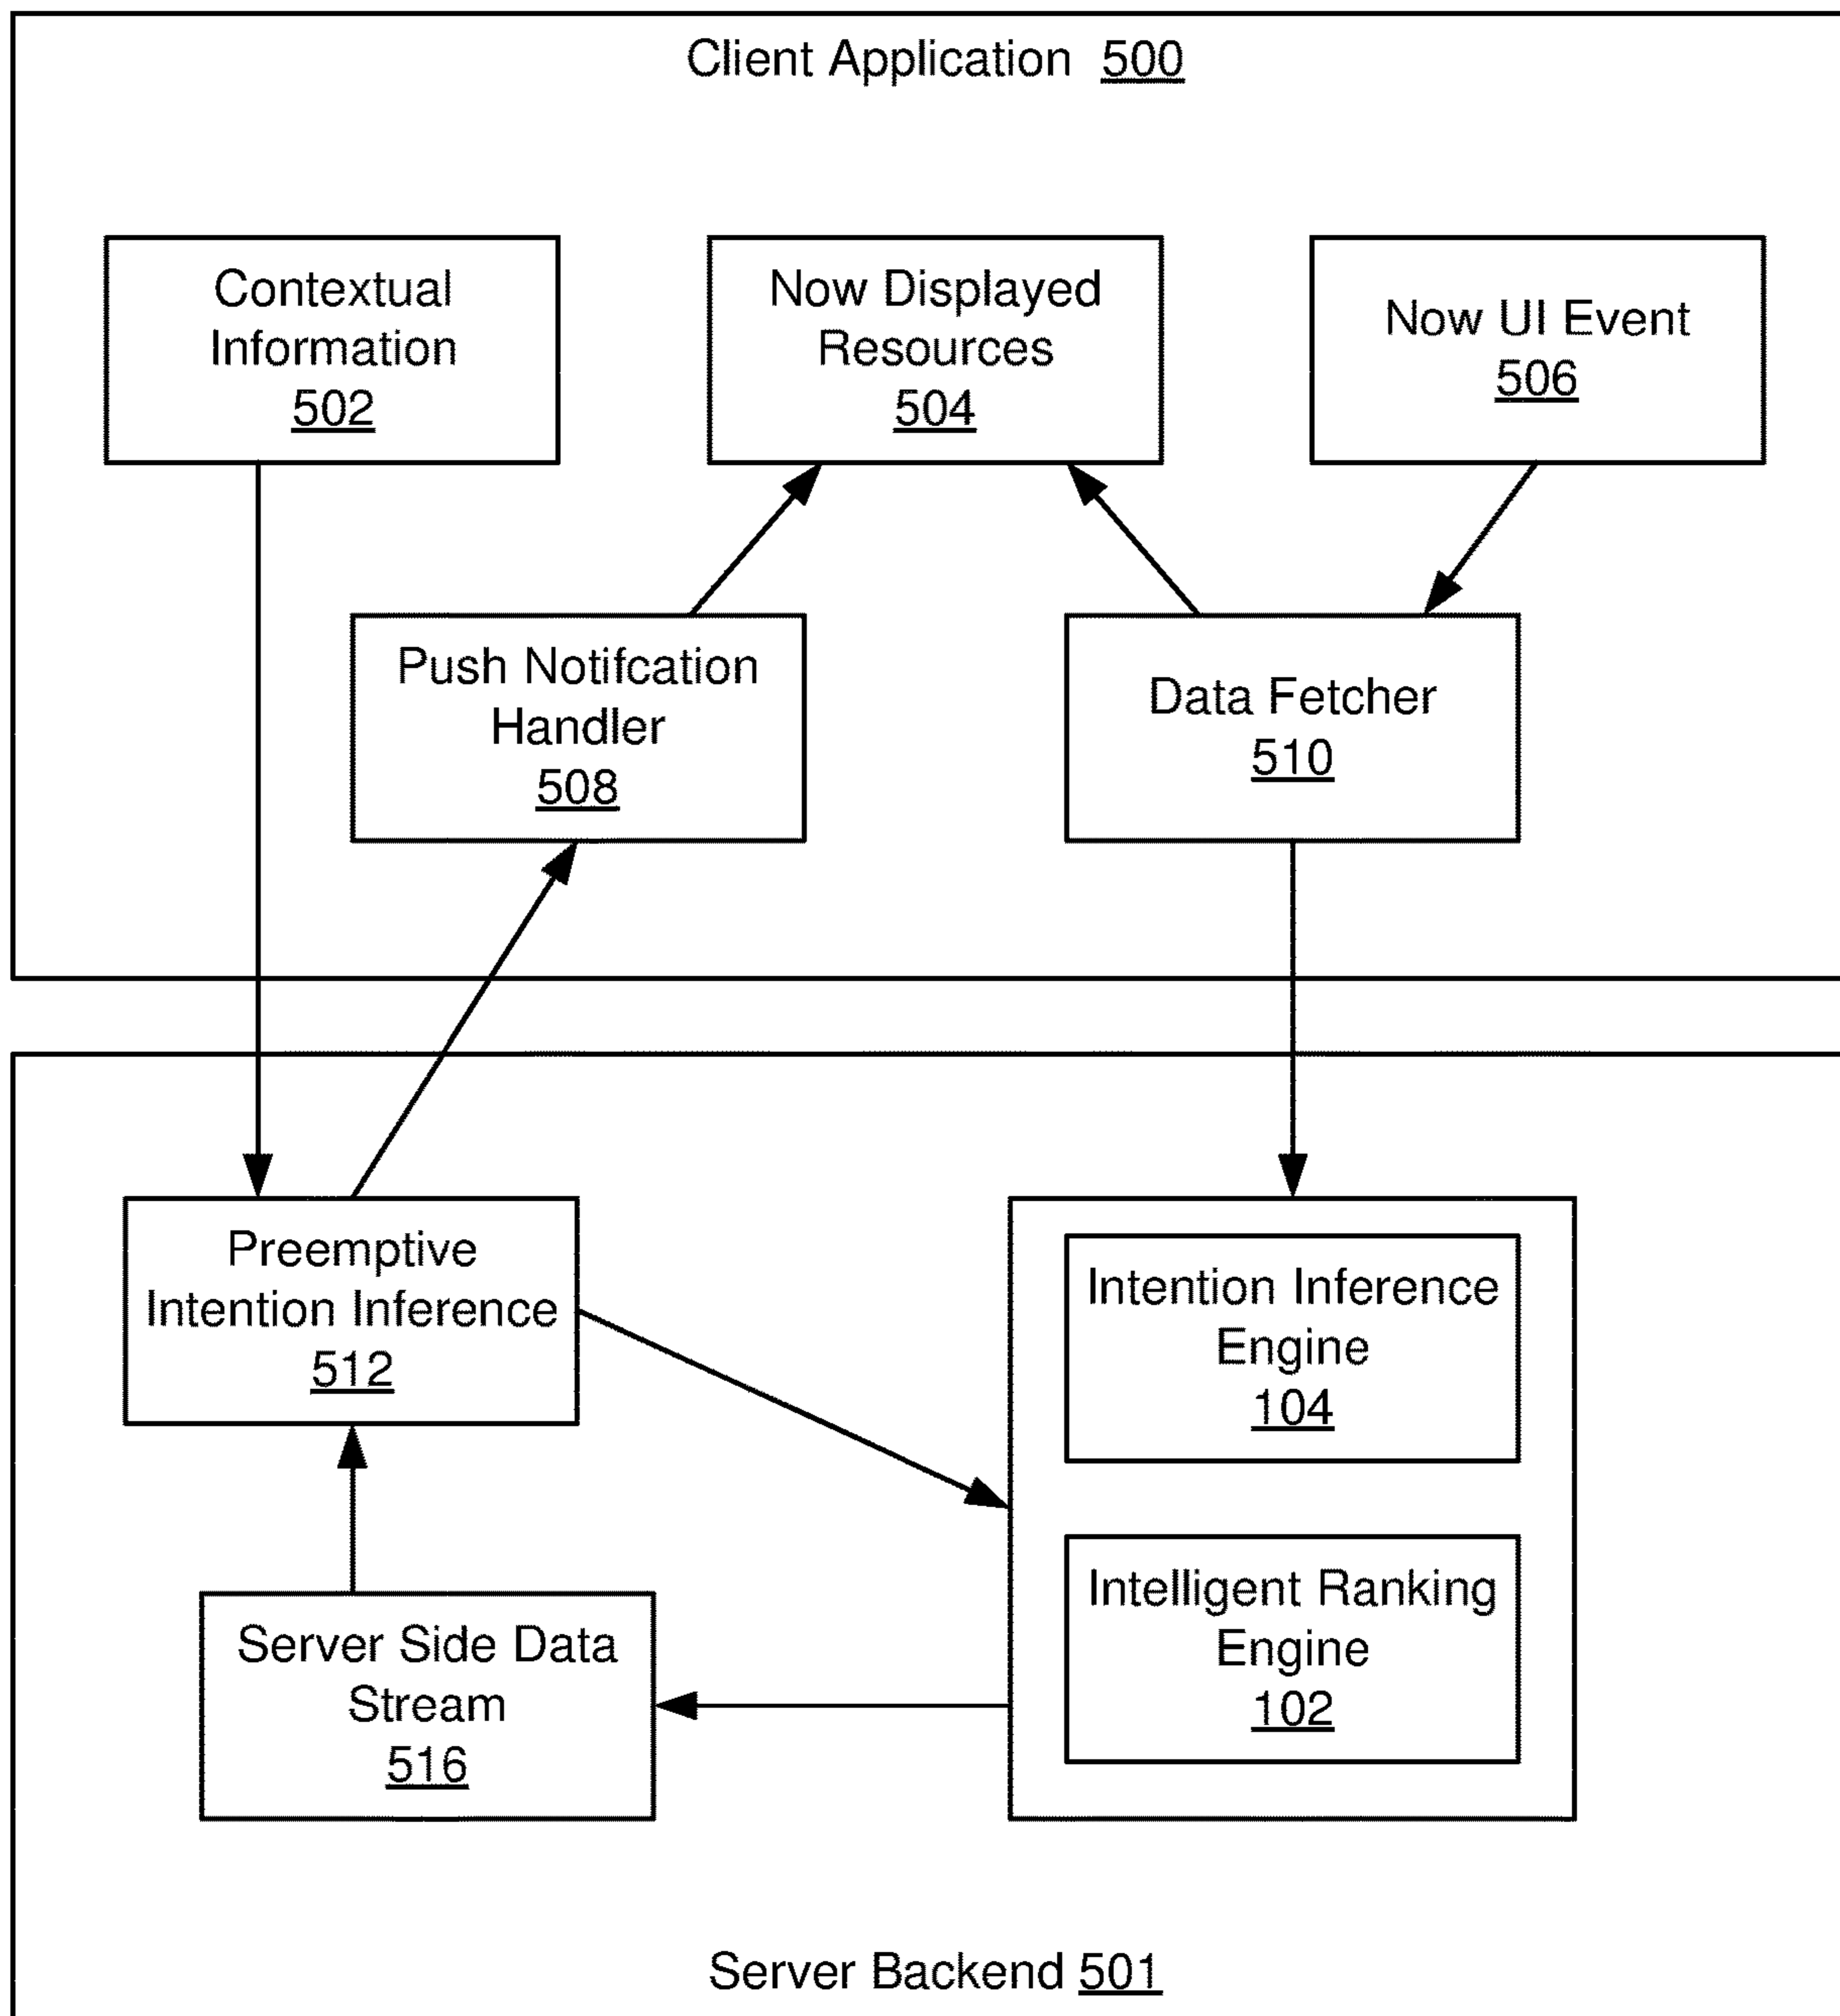 Client Application 500
Contextual
Information
502
Now Displayed
Resources
504
Now UI Event
506
Push Notifcation
Handler
508
Data Fetcher
510
Preemptive
Intention Inference
512
Intention Inference
Engine
104
Server Side Data
Stream
516
Intelligent Ranking
Engine
102
Server Backend 501